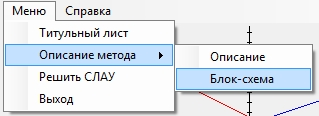 Меню Справка
Титульный лист
Описание метода
Описание
Решить СЛАУ
Блок-схема
Выход